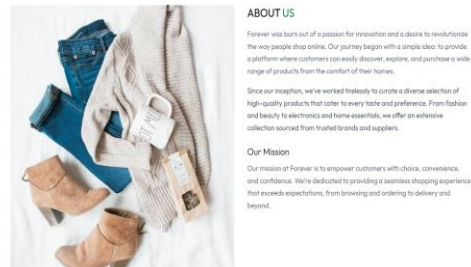 ABOUT US
Forever was born out of a passion for innovation and a desire to revolutionize
the way people shop online. Our journey began with a simple idea: to provide
a platform where customers can easily discover, explore, and purchase a wide
range of products from the comfort of their homes.
Since our inception, we've worked tirelessly to curate a diverse selection of
high-quality products that cater to every taste and preference. From fashion
and beauty to electronics and home essentials, we offer an extensive
collection sourced from trusted brands and suppliers.
Our Mission
Our mission at Forever is to empower customers with choice, convenience,
and confidence. We're dedicated to providing a seamless shopping experience
that exceeds expectations, from browsing and ordering to delivery and
beyond.